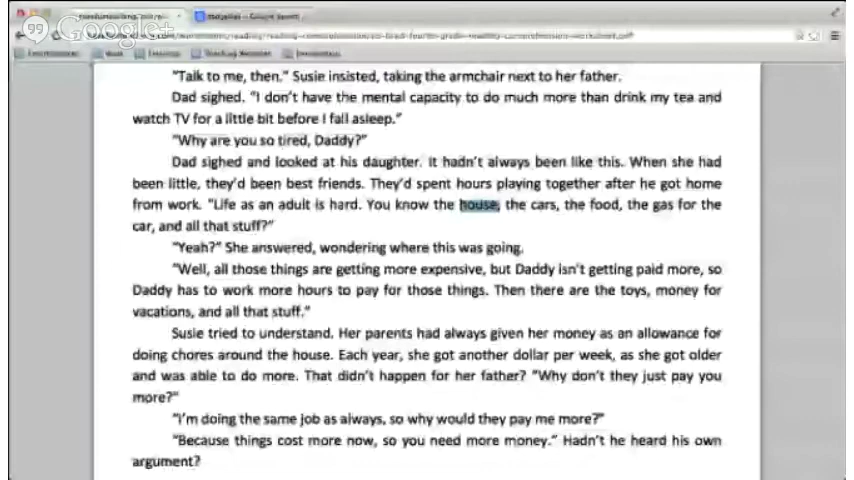 Google+
"Talk to me, then." Susie insisted, taking the armchair next to her father.
Dad sighed. "I don't have the mental capacity to do much more than drink my tea and
watch TV for a little bit before I fall asleep."
"Why are you so tired, Daddy?"
Dad sighed and looked at his daughter. It hadn't always been like this. When she had
been little, they'd been best friends. They'd spent hours playing together after he got home
from work. "Life as an adult is hard. You know the house, the cars, the food, the gas for the
car, and all that stuff?"
"Yeah?" She answered, wondering where this was going.
"Well, all those things are getting more expensive, but Daddy isn't getting paid more, so
Daddy has to work more hours to pay for those things. Then there are the toys, money for
vacations, and all that stuff."
Susie tried to understand. Her parents had always given her money as an allowance for
doing chores around the house. Each year, she got another dollar per week, as she got older
and was able to do more. That didn't happen for her father? "Why don't they just pay you
more?"
"I'm doing the same job as always, so why would they pay me more?"
"Because things cost more now, so you need more money." Hadn't he heard his own
argument?